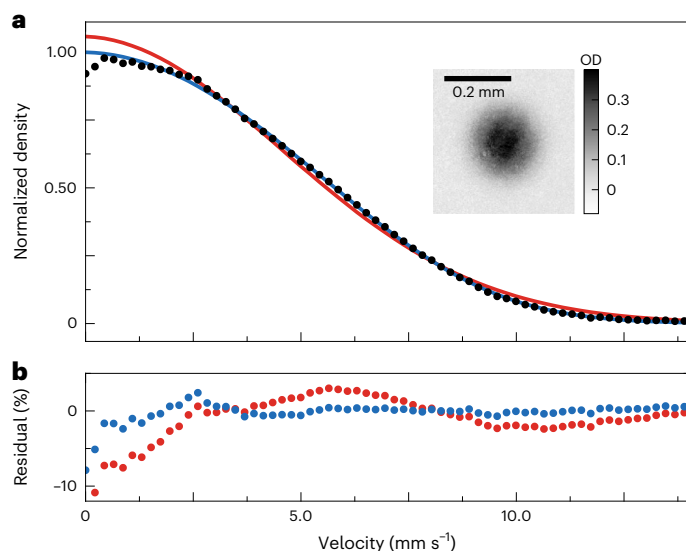 a
1.00
0.50
0
Normalized density
0.2 mm
OD
0.3
0.2
0.1
0
b
0
–10
Residual (%)
0
5.0
10.0
Velocity (mm s⁻¹)